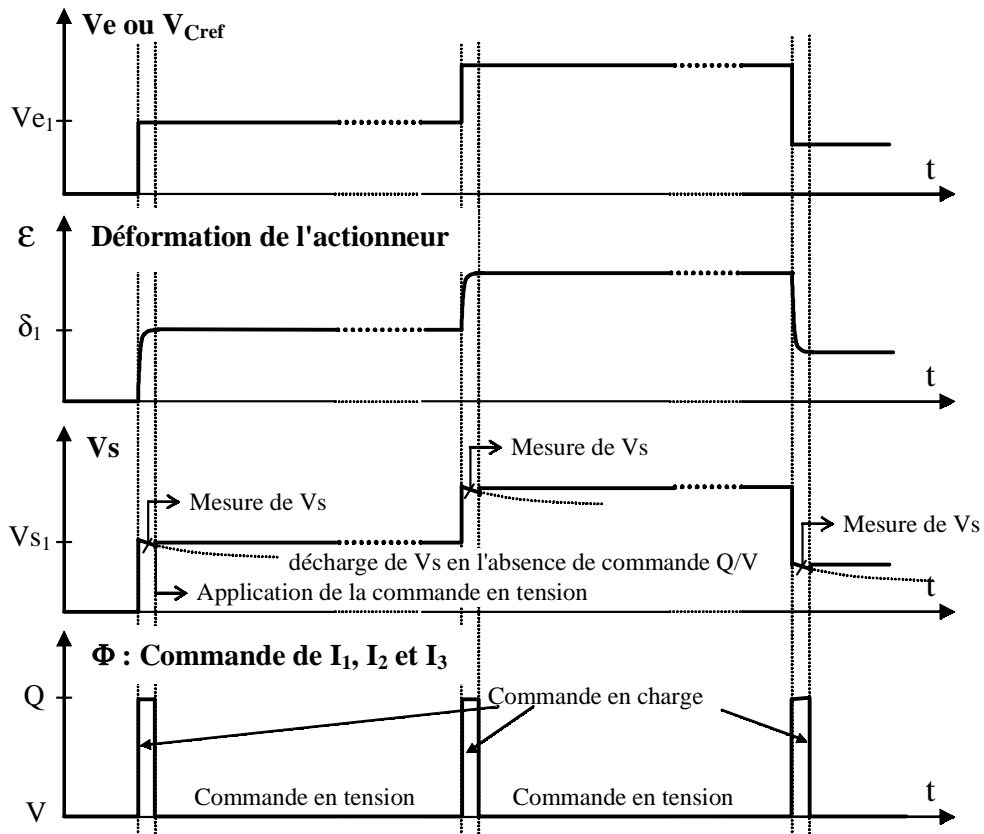 Ve ou VCref
Ve1
t
ε
Déformation de l'actionneur
δ1
t
Vs
Mesure de Vs
Mesure de Vs
Mesure de Vs
Vs1
décharge de Vs en l'absence de commande Q/V
t
Application de la commande en tension
Φ : Commande de I1, I2 et I3
Q
Commande en charge
Commande en tension
Commande en tension
t
V